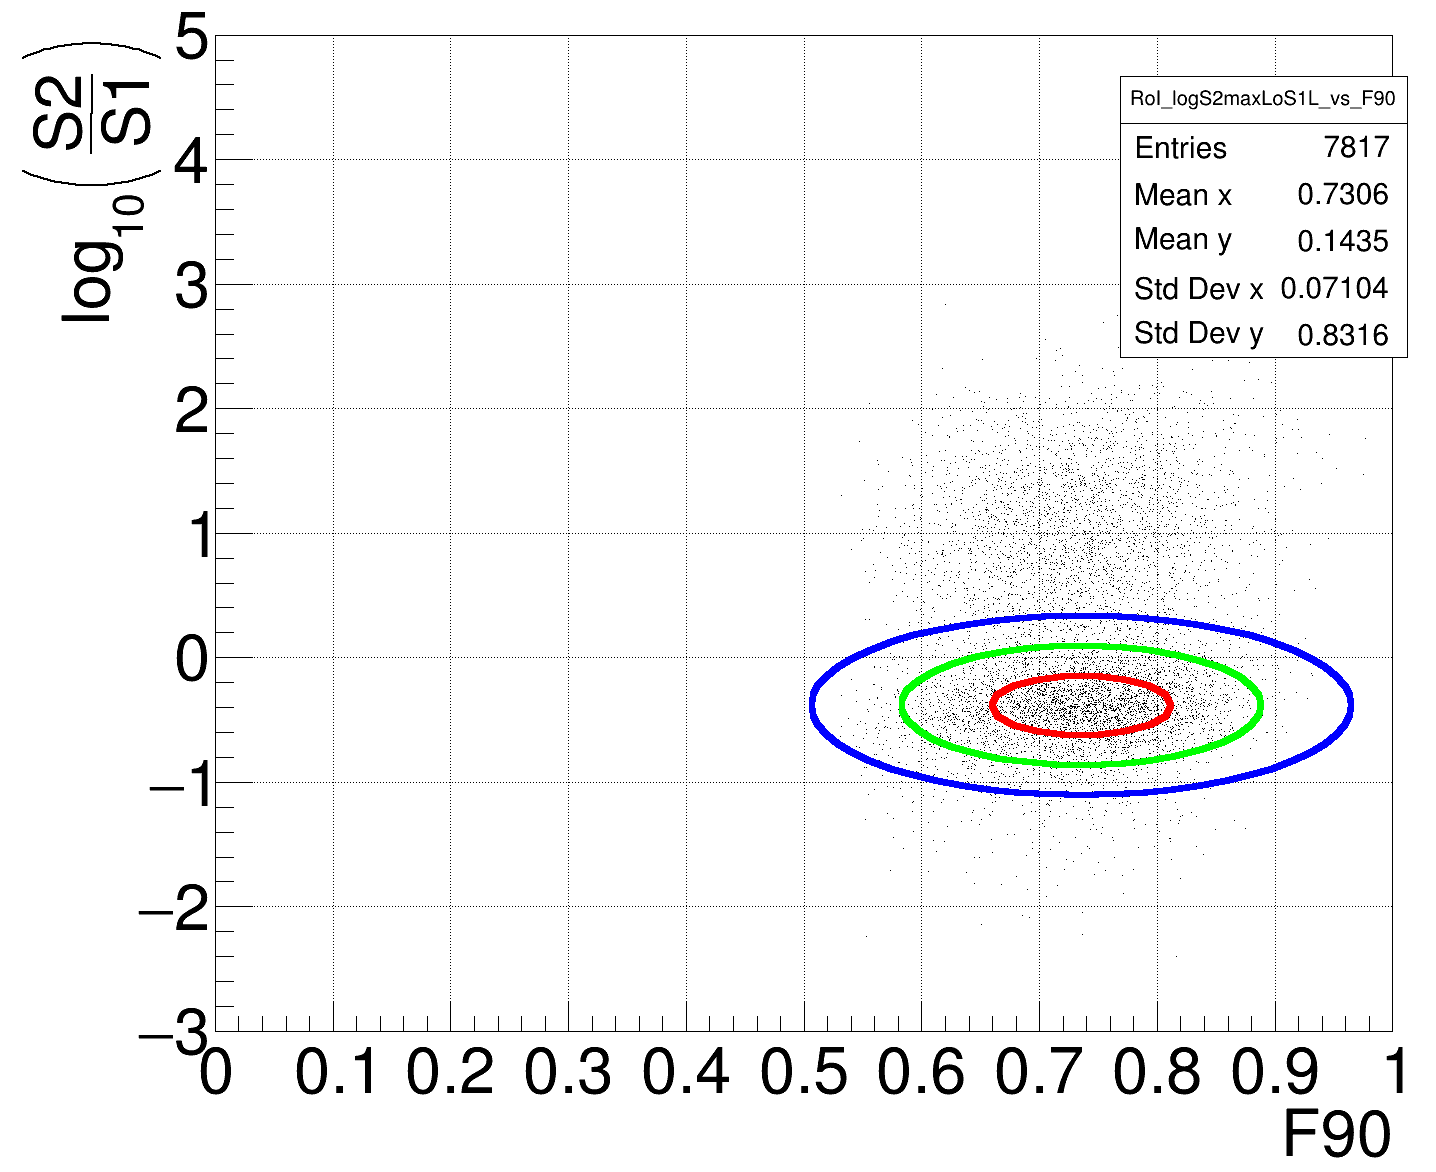 log10 (S2/S1)
5
4
3
2
1
0
−1
−2
−3
RoI_logS2maxLoS1L_vs_F90
Entries 7817
Mean x 0.7306
Mean y 0.1435
Std Dev x 0.07104
Std Dev y 0.8316
0 0.1 0.2 0.3 0.4 0.5 0.6 0.7 0.8 0.9 1
F90